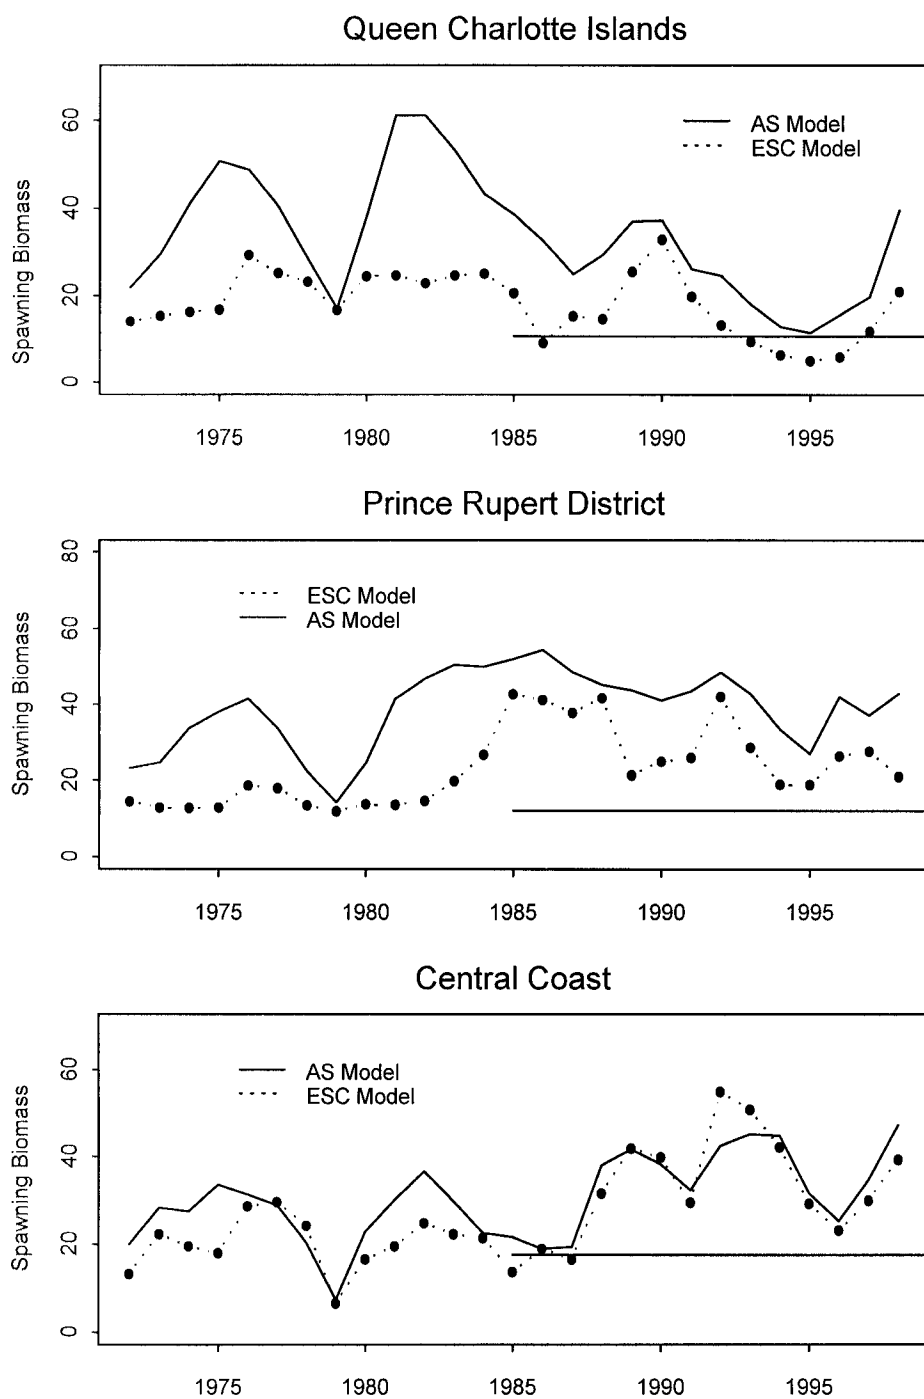 Queen Charlotte Islands
Spawning Biomass
60
40
20
0
AS Model
ESC Model
1975 1980 1985 1990 1995
Prince Rupert District
Spawning Biomass
80
60
40
20
0
ESC Model
AS Model
1975 1980 1985 1990 1995
Central Coast
Spawning Biomass
60
40
20
0
AS Model
ESC Model
1975 1980 1985 1990 1995